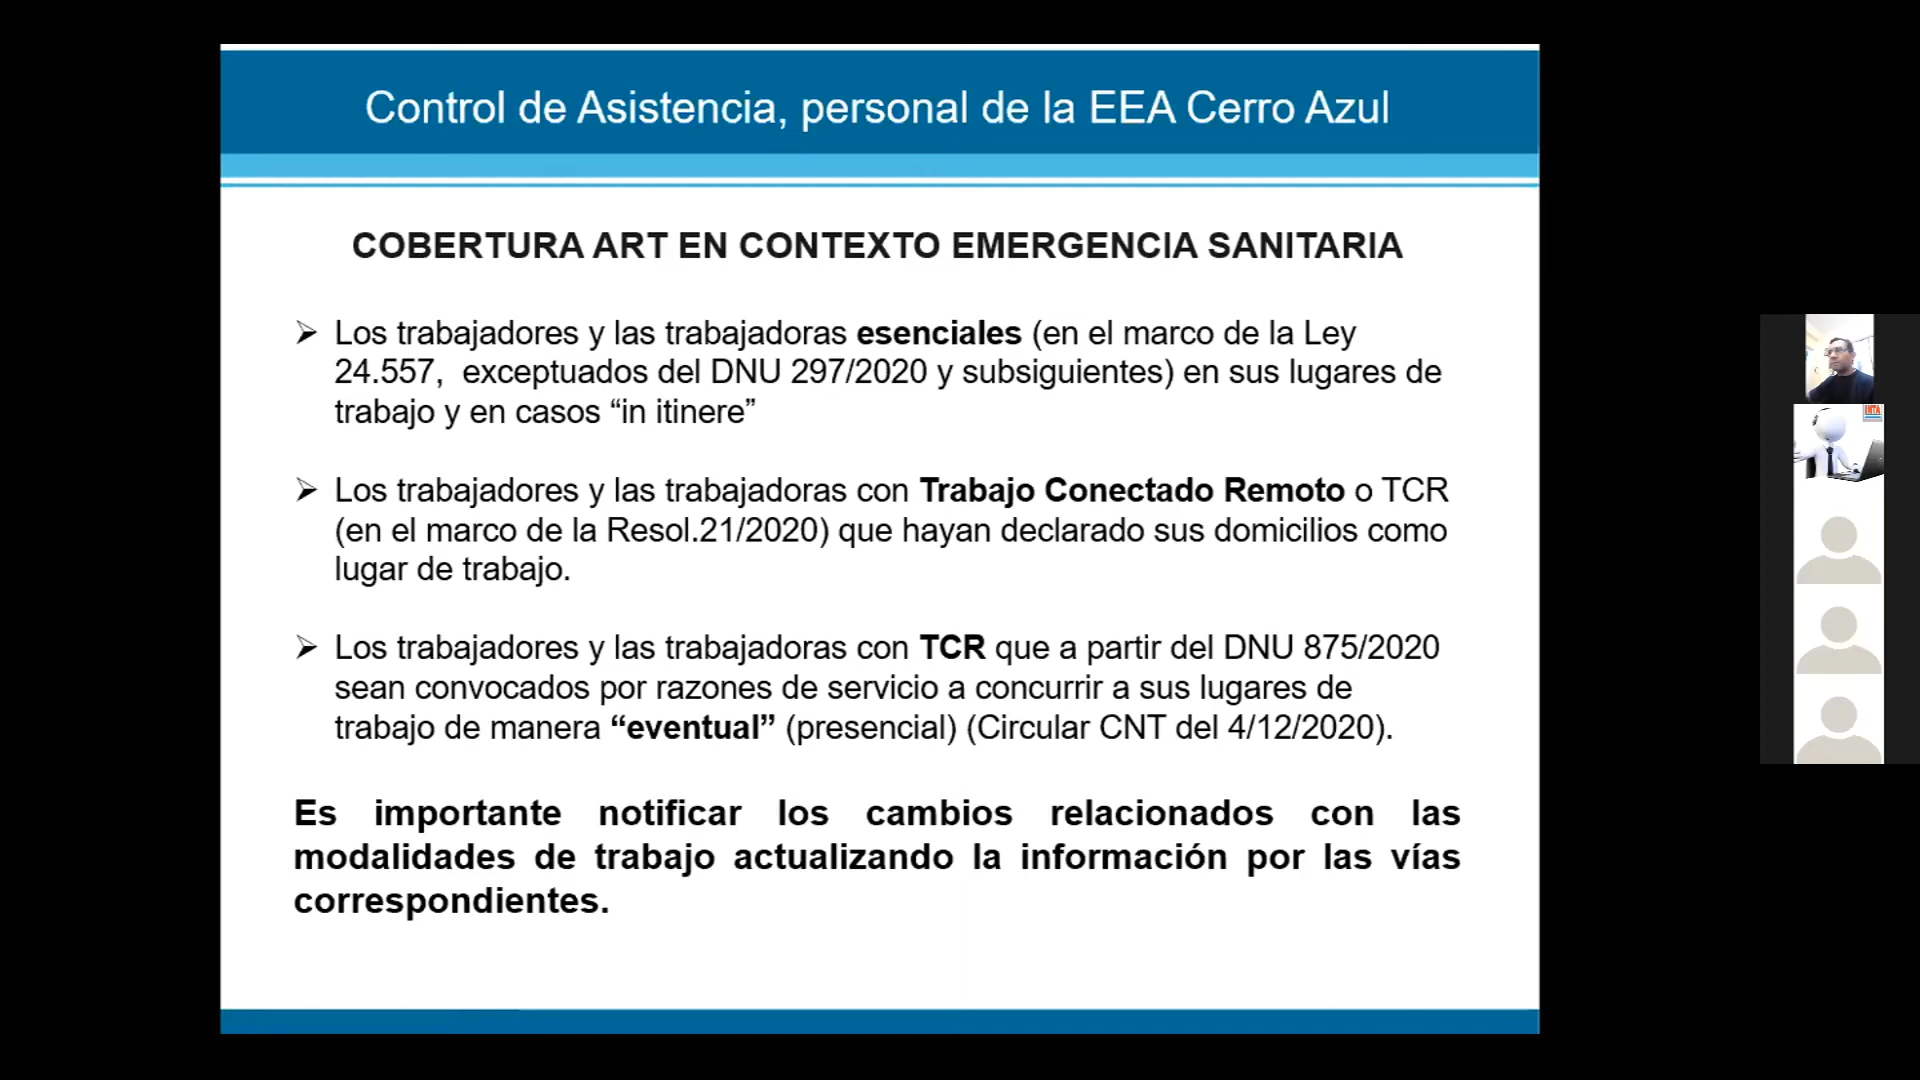 Control de Asistencia, personal de la EEA Cerro Azul
COBERTURA ART EN CONTEXTO EMERGENCIA SANITARIA
➢ Los trabajadores y las trabajadoras esenciales (en el marco de la Ley
24.557,  exceptuados del DNU 297/2020 y subsiguientes) en sus lugares de
trabajo y en casos “in itinere”
➢ Los trabajadores y las trabajadoras con Trabajo Conectado Remoto o TCR
(en el marco de la Resol.21/2020) que hayan declarado sus domicilios como
lugar de trabajo.
➢ Los trabajadores y las trabajadoras con TCR que a partir del DNU 875/2020
sean convocados por razones de servicio a concurrir a sus lugares de
trabajo de manera “eventual” (presencial) (Circular CNT del 4/12/2020).
Es importante notificar los cambios relacionados con las
modalidades de trabajo actualizando la información por las vías
correspondientes.